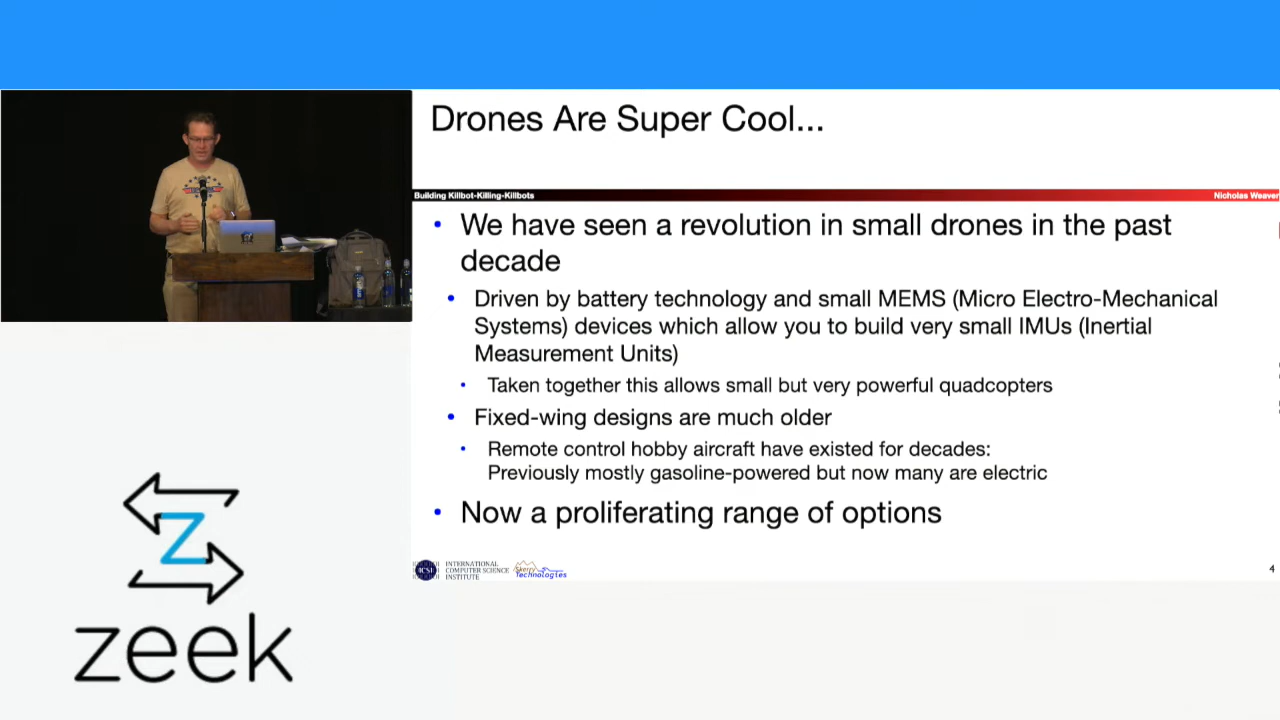 Drones Are Super Cool...
Building Killbot-Killing-Killbots
Nicholas Weaver
• We have seen a revolution in small drones in the past
decade
• Driven by battery technology and small MEMS (Micro Electro-Mechanical
Systems) devices which allow you to build very small IMUs (Inertial
Measurement Units)
• Taken together this allows small but very powerful quadcopters
• Fixed-wing designs are much older
• Remote control hobby aircraft have existed for decades:
Previously mostly gasoline-powered but now many are electric
• Now a proliferating range of options
ICSI
INTERNATIONAL
COMPUTER SCIENCE
INSTITUTE
Skerry
Technologies
4
Z
zeek